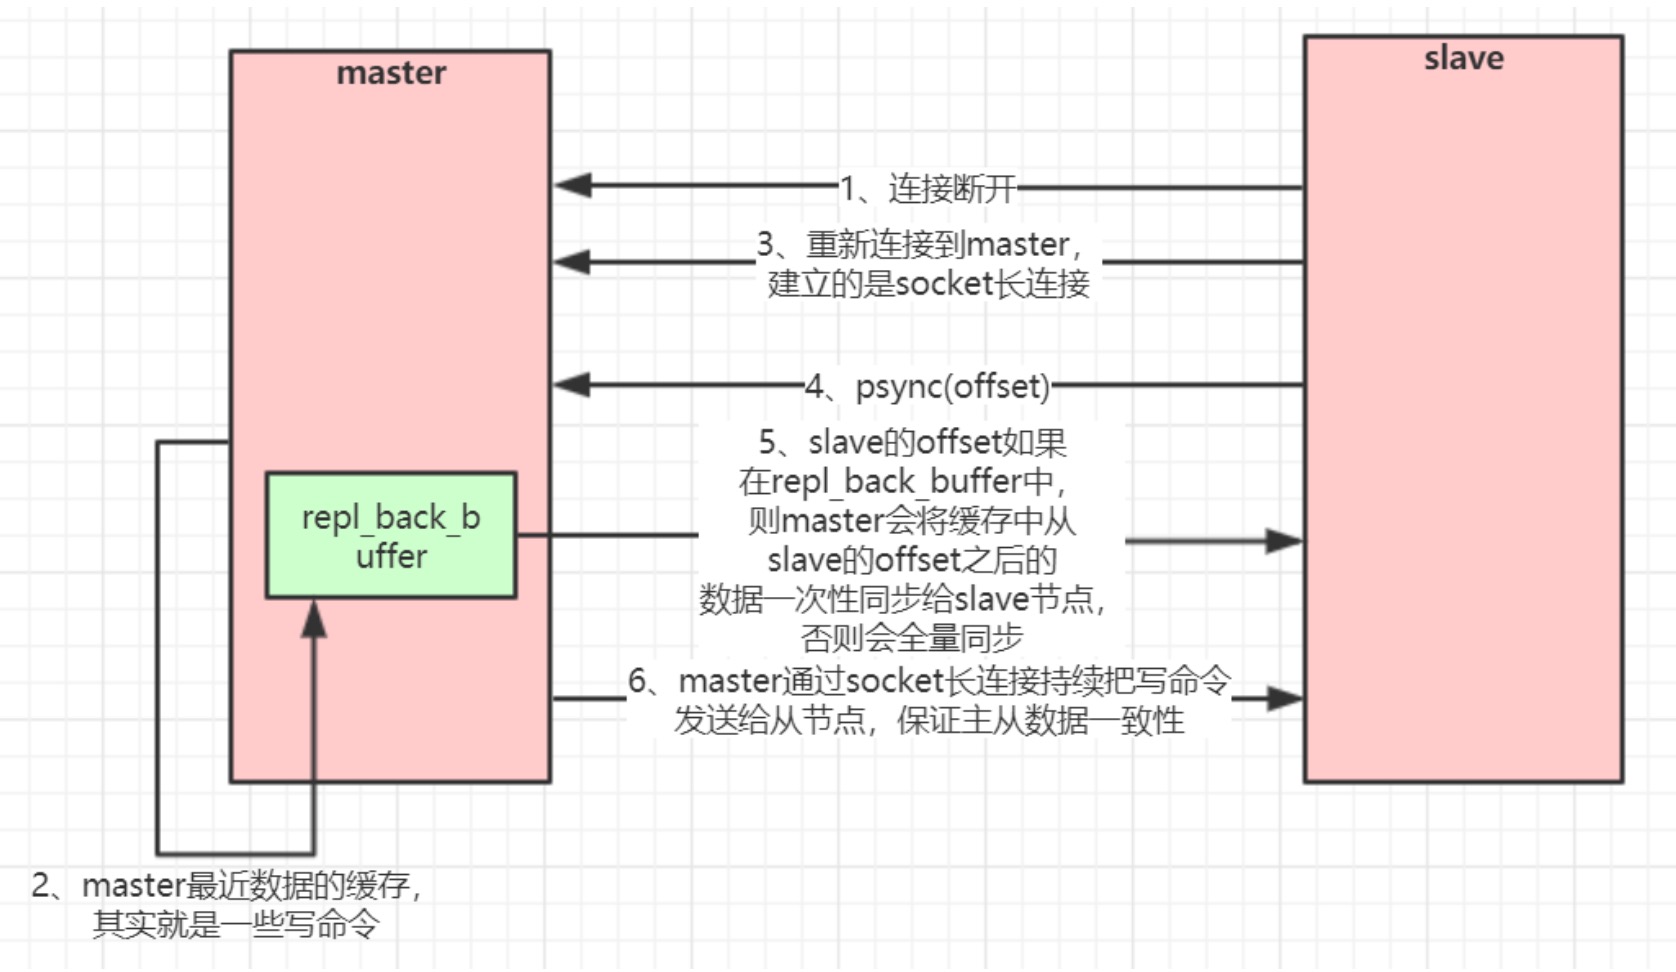 master
slave
1、连接断开
3、重新连接到master，
建立的是socket长连接
4、psync(offset)
5、slave的offset如果
在repl_back_buffer中，
则master会将缓存中从
slave的offset之后的
数据一次性同步给slave节点，
否则会全量同步
repl_back_b
uffer
6、master通过socket长连接持续把写命令
发送给从节点，保证主从数据一致性
2、master最近数据的缓存，
其实就是一些写命令